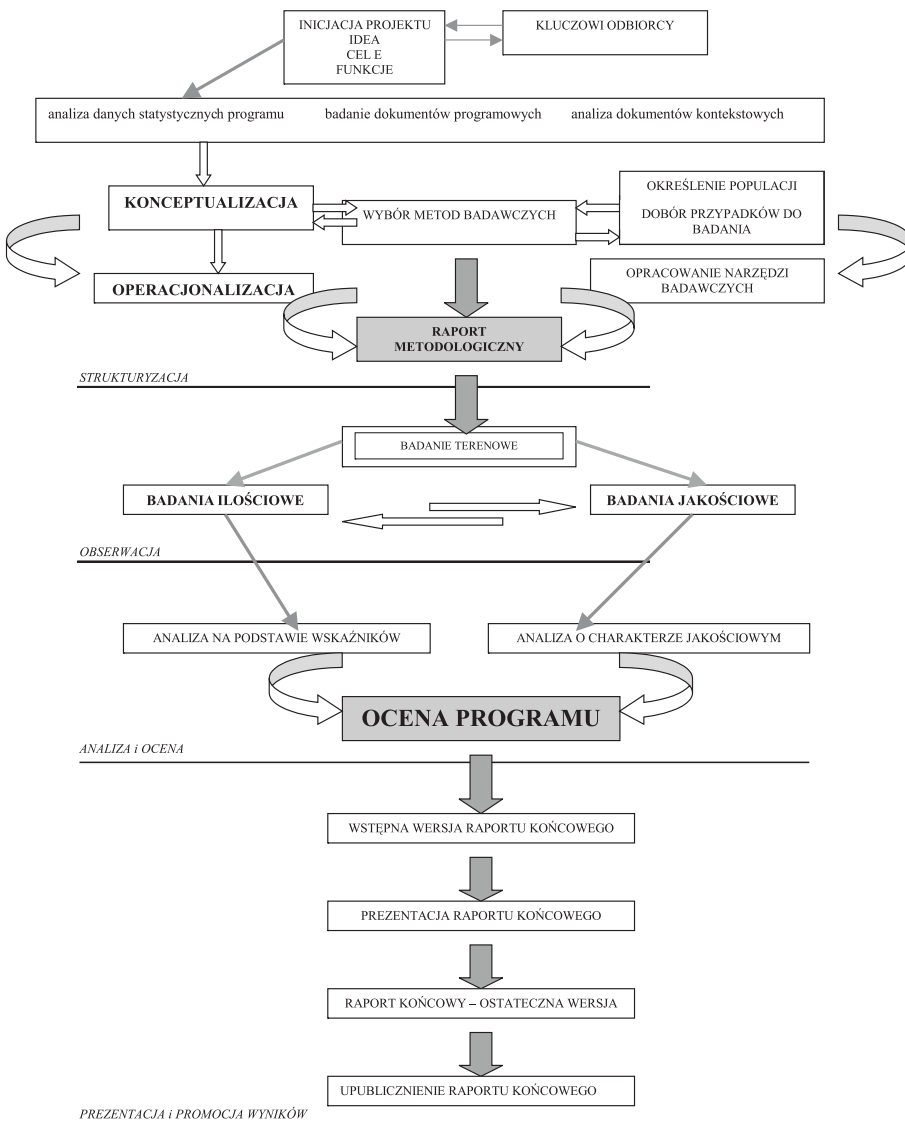 INICJACJA PROJEKTU
IDEA
CEL E
FUNKCJE
KLUCZOWI ODBIORCY
analiza danych statystycznych programu badanie dokumentów programowych analiza dokumentów kontekstowych
KONCEPTUALIZACJA
WYBÓR METOD BADAWCZYCH
OKREŚLENIE POPULACJI
DOBÓR PRZYPADKÓW DO
BADANIA
OPERACJONALIZACJA
OPRACOWANIE NARZĘDZI
BADAWCZYCH
RAPORT
METODOLOGICZNY
STRUKTURYZACJA
BADANIE TERENOWE
BADANIA ILOŚCIOWE
BADANIA JAKOŚCIOWE
OBSERWACJA
ANALIZA NA PODSTAWIE WSKAŹNIKÓW
ANALIZA O CHARAKTERZE JAKOŚCIOWYM
OCENA PROGRAMU
ANALIZA i OCENA
WSTĘPNA WERSJA RAPORTU KOŃCOWEGO
PREZENTACJA RAPORTU KOŃCOWEGO
RAPORT KOŃCOWY – OSTATECZNA WERSJA
UPUBLICZNIENIE RAPORTU KOŃCOWEGO
PREZENTACJA i PROMOCJA WYNIKÓW